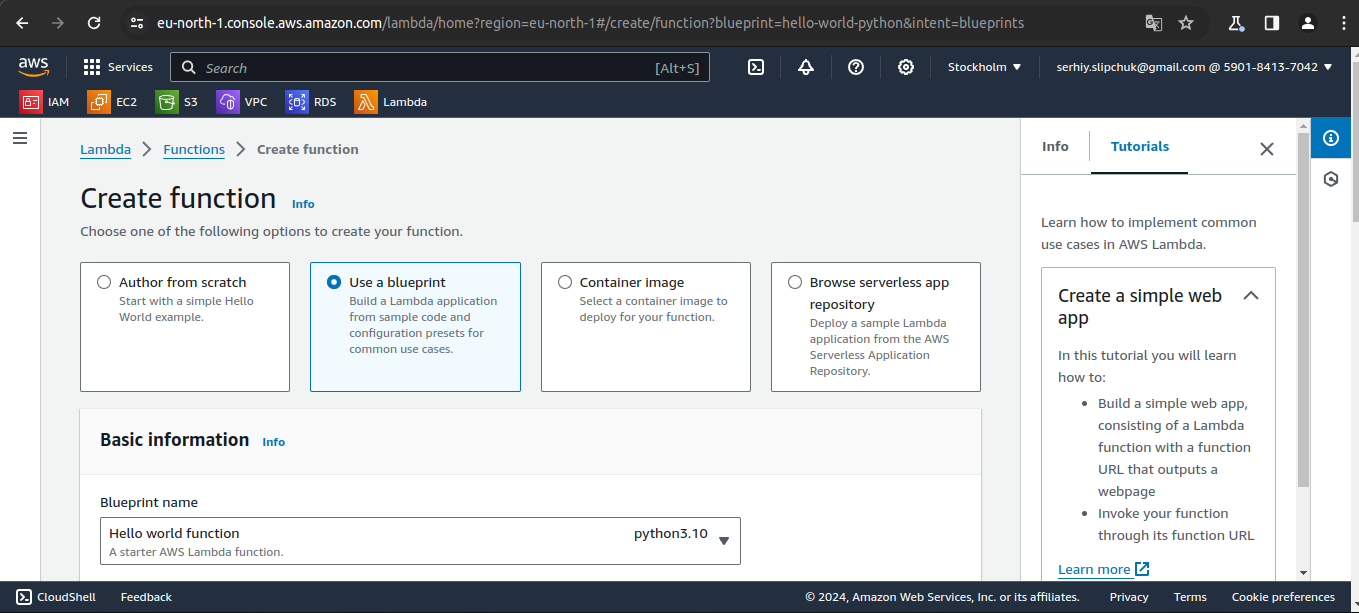 eu-north-1.console.aws.amazon.com/lambda/home?region=eu-north-1#/create/function?blueprint=hello-world-python&intent=blueprints
aws Services Search [Alt+S] Stockholm serhiy.slipchuk@gmail.com @ 5901-8413-7042
IAM EC2 S3 VPC RDS Lambda
Lambda Functions Create function
Create function Info
Choose one of the following options to create your function.
Author from scratch
Start with a simple Hello
World example.
Use a blueprint
Build a Lambda application
from sample code and
configuration presets for
common use cases.
Container image
Select a container image to
deploy for your function.
Browse serverless app
repository
Deploy a sample Lambda
application from the AWS
Serverless Application
Repository.
Basic information Info
Blueprint name
Hello world function python3.10
A starter AWS Lambda function.
Info Tutorials
Learn how to implement common
use cases in AWS Lambda.
Create a simple web
app
In this tutorial you will learn
how to:
• Build a simple web app,
consisting of a Lambda
function with a function
URL that outputs a
webpage
• Invoke your function
through its function URL
Learn more
CloudShell Feedback © 2024, Amazon Web Services, Inc. or its affiliates. Privacy Terms Cookie preferences